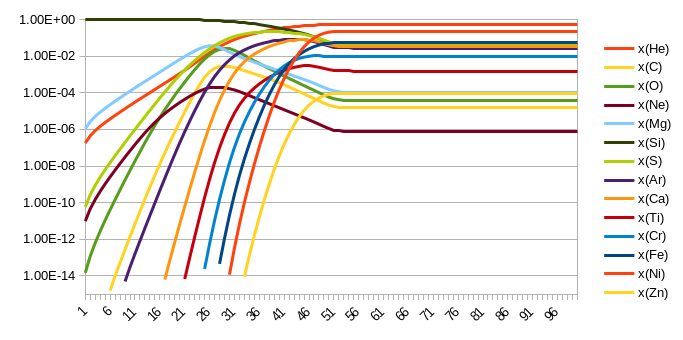 1.00E+00
1.00E-02
1.00E-04
1.00E-06
1.00E-08
1.00E-10
1.00E-12
1.00E-14
1 6 11 16 21 26 31 36 41 46 51 56 61 66 71 76 81 86 91 96
x(He)
x(C)
x(O)
x(Ne)
x(Mg)
x(Si)
x(S)
x(Ar)
x(Ca)
x(Ti)
x(Cr)
x(Fe)
x(Ni)
x(Zn)